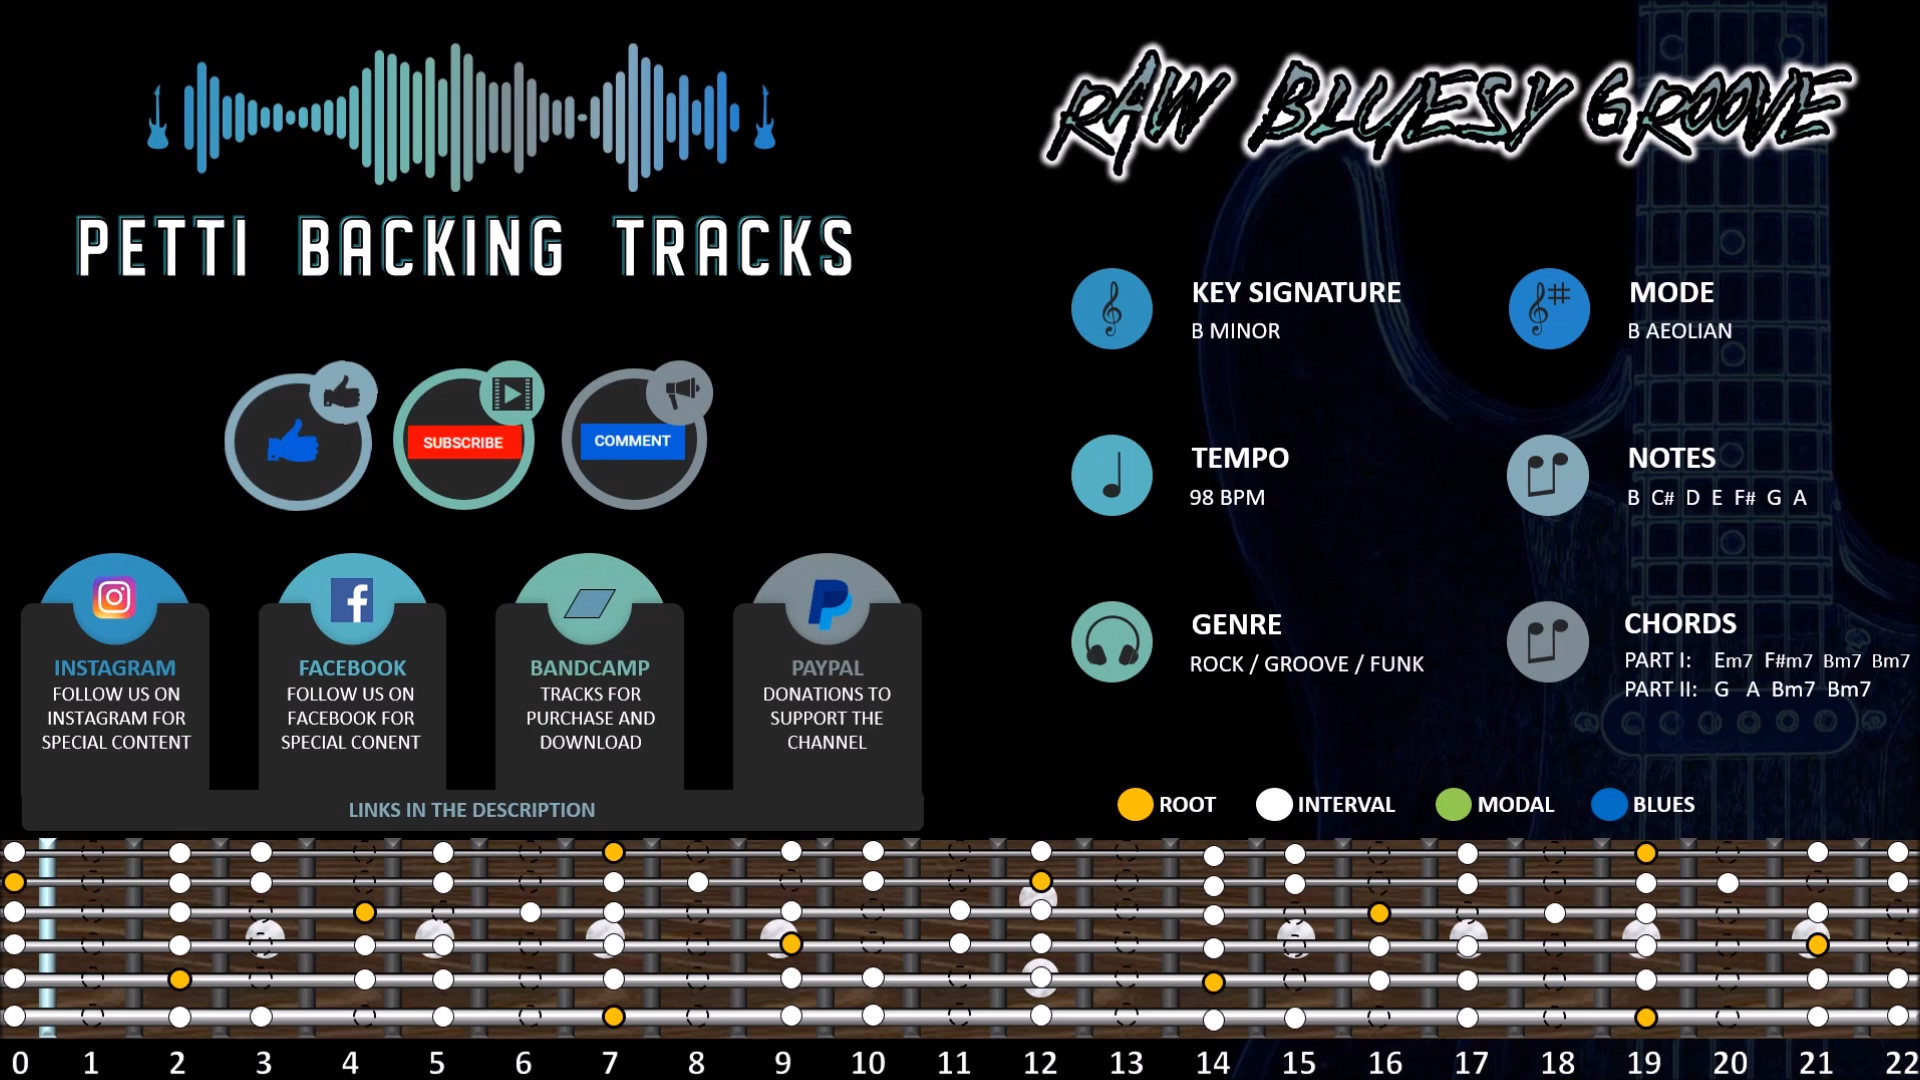 RAW BLUESY GROOVE
PETTI BACKING TRACKS
KEY SIGNATURE
B MINOR
MODE
B AEOLIAN
SUBSCRIBE
COMMENT
TEMPO
98 BPM
NOTES
B C# D E F# G A
GENRE
ROCK / GROOVE / FUNK
CHORDS
PART I: Em7 F#m7 Bm7 Bm7
PART II: G A Bm7 Bm7
INSTAGRAM
FOLLOW US ON
INSTAGRAM FOR
SPECIAL CONTENT
FACEBOOK
FOLLOW US ON
FACEBOOK FOR
SPECIAL CONENT
BANDCAMP
TRACKS FOR
PURCHASE AND
DOWNLOAD
PAYPAL
DONATIONS TO
SUPPORT THE
CHANNEL
LINKS IN THE DESCRIPTION
ROOT INTERVAL MODAL BLUES
0 1 2 3 4 5 6 7 8 9 10 11 12 13 14 15 16 17 18 19 20 21 22